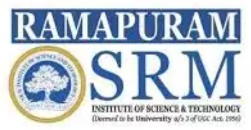 RAMAPURAM
SRM
INSTITUTE OF SCIENCE & TECHNOLOGY
(Deemed to be University u/s 3 of UGC Act, 1956)